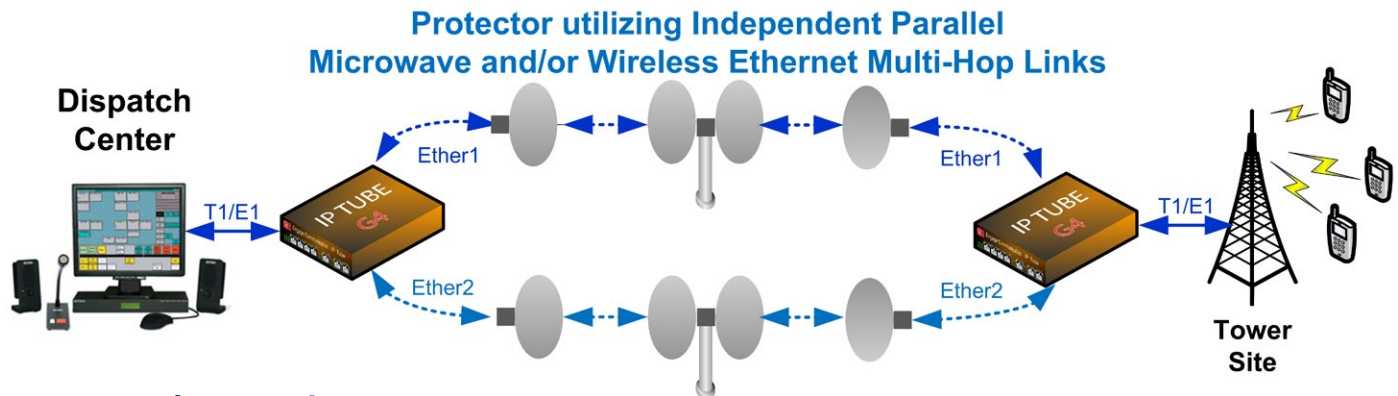 Protector utilizing Independent Parallel
Microwave and/or Wireless Ethernet Multi-Hop Links
Dispatch
Center
Ether1
Ether1
T1/E1
IP TUBE
G4
IP TUBE
G4
T1/E1
Ether2
Ether2
Tower
Site